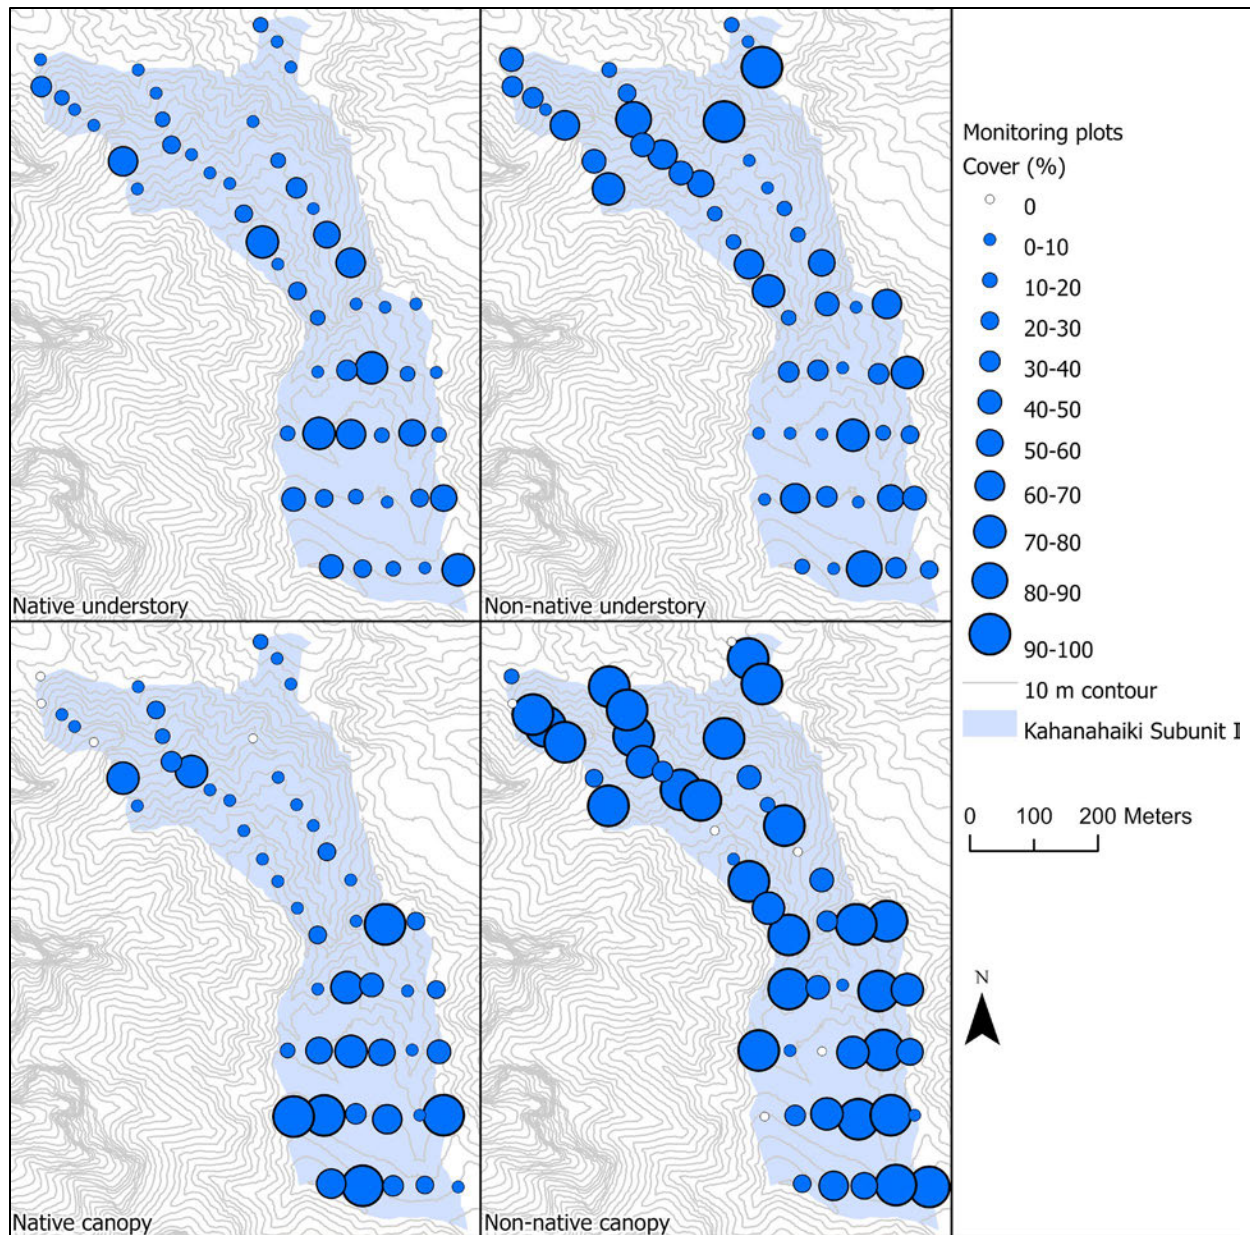 Native understory
Non-native understory
Native canopy
Non-native canopy
Monitoring plots
Cover (%)
0
0-10
10-20
20-30
30-40
40-50
50-60
60-70
70-80
80-90
90-100
10 m contour
Kahanahaiki Subunit I
0 100 200 Meters
N